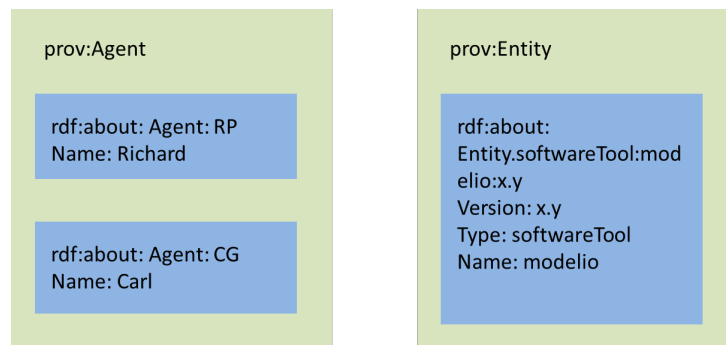 prov:Agent
rdf:about: Agent: RP
Name: Richard
rdf:about: Agent: CG
Name: Carl
prov:Entity
rdf:about:
Entity.softwareTool:mod
elio:x.y
Version: x.y
Type: softwareTool
Name: modelio